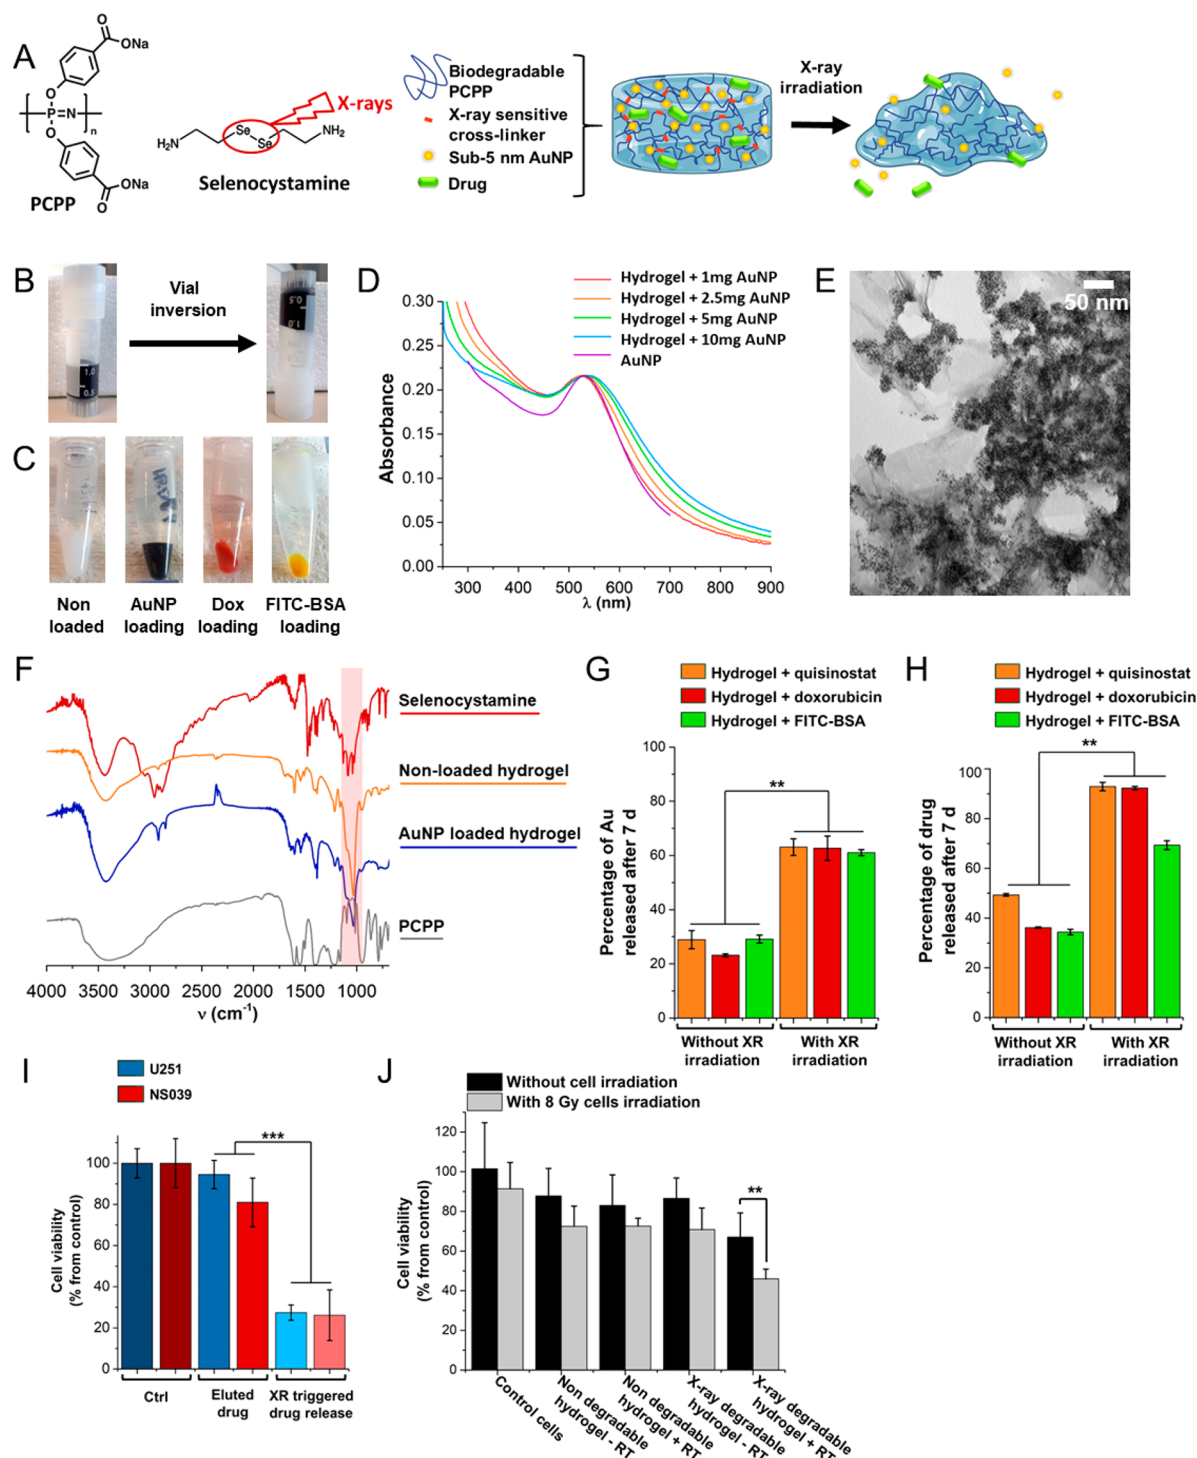 A
O
ONa
O
P=N
n
O
O
ONa
PCPP
X-rays
H₂N
Se
Se
NH₂
Selenocystamine
Biodegradable
PCPP
X-ray sensitive
cross-linker
Sub-5 nm AuNP
Drug
X-ray
irradiation
B
Vial
inversion
1.0
0.5
0.5
1.0
C
Non
loaded
AuNP
loading
Dox
loading
FITC-BSA
loading
D
Hydrogel + 1mg AuNP
Hydrogel + 2.5mg AuNP
Hydrogel + 5mg AuNP
Hydrogel + 10mg AuNP
AuNP
Absorbance
0.30
0.25
0.20
0.15
0.10
0.05
0.00
300 400 500 600 700 800 900
λ (nm)
E
50 nm
F
Selenocystamine
Non-loaded hydrogel
AuNP loaded hydrogel
PCPP
4000 3500 3000 2500 2000 1500 1000
ν (cm⁻¹)
G
Hydrogel + quisinostat
Hydrogel + doxorubicin
Hydrogel + FITC-BSA
Percentage of Au
released after 7 d
100
80
60
40
20
0
**
Without XR
irradiation
With XR
irradiation
H
Hydrogel + quisinostat
Hydrogel + doxorubicin
Hydrogel + FITC-BSA
Percentage of drug
released after 7 d
100
80
60
40
20
0
**
Without XR
irradiation
With XR
irradiation
I
U251
NS039
Cell viability
(% from control)
100
80
60
40
20
0
***
Ctrl
Eluted
drug
XR triggered
drug release
J
Without cell irradiation
With 8 Gy cells irradiation
Cell viability
(% from control)
120
100
80
60
40
20
0
**
Control cells
Non degradable
hydrogel - RT
Non degradable
hydrogel + RT
X-ray degradable
hydrogel - RT
X-ray degradable
hydrogel + RT